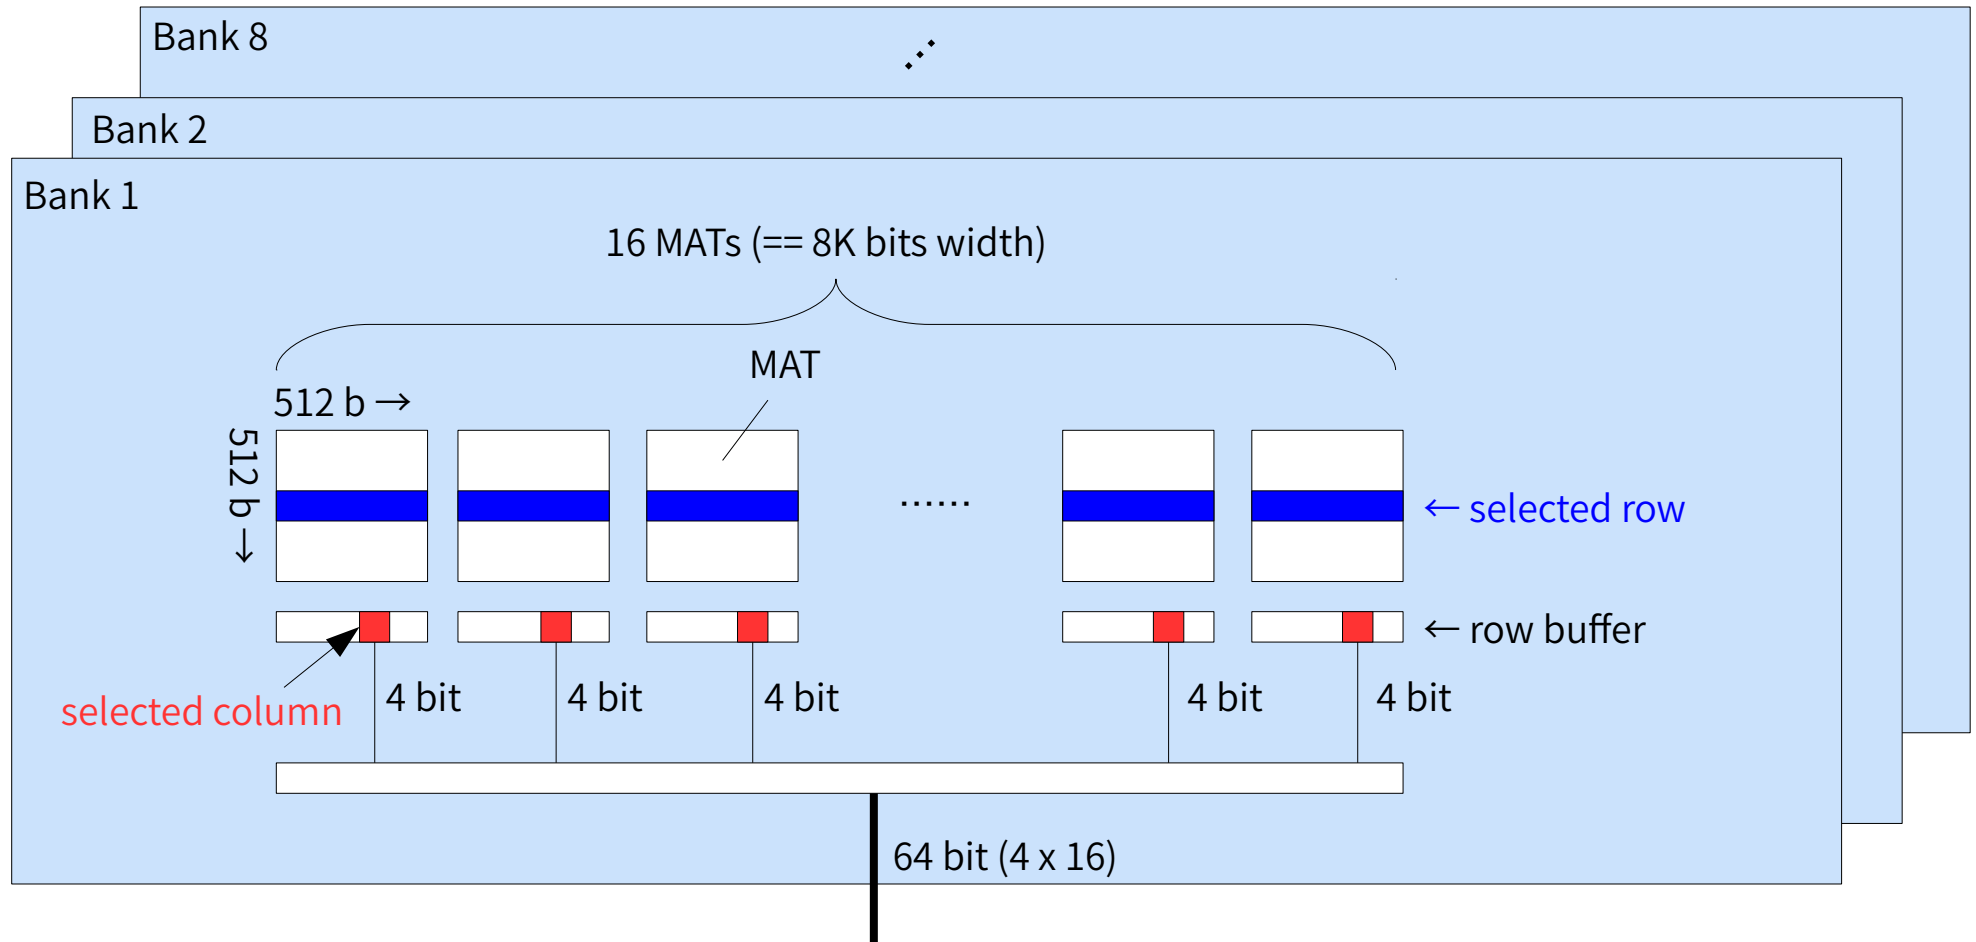 Bank 8
Bank 2
Bank 1
16 MATs (== 8K bits width)
MAT
512 b →
512 b →
......
← selected row
← row buffer
selected column
4 bit
4 bit
4 bit
4 bit
4 bit
64 bit (4 x 16)